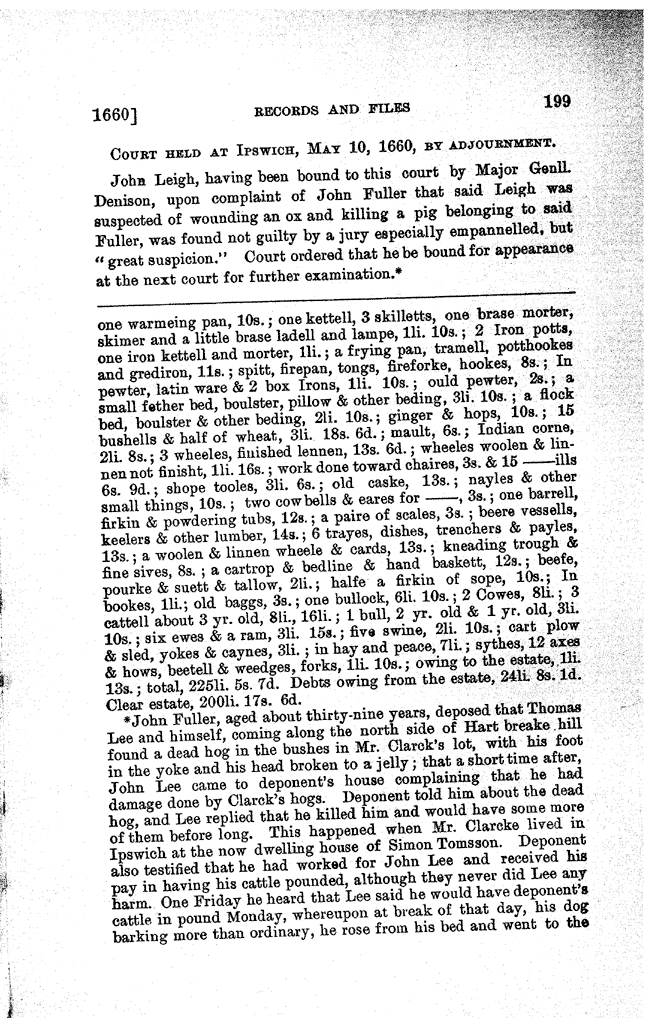 1660]
RECORDS AND FILES
199
COURT HELD AT IPSWICH, MAY 10, 1660, BY ADJOURNMENT.
John Leigh, having been bound to this court by Major Genll.
Denison, upon complaint of John Fuller that said Leigh was
suspected of wounding an ox and killing a pig belonging to said
Fuller, was found not guilty by a jury especially empannelled, but
"great suspicion." Court ordered that he be bound for appearance
at the next court for further examination.*
one warmeing pan, 10s.; one kettell, 3 skilletts, one brase morter,
skimer and a little brase ladell and lampe, 1li. 10s.; 2 Iron potts,
one iron kettell and morter, 1li.; a frying pan, tramell, potthookes
and grediron, 11s.; spitt, firepan, tongs, fireforke, hookes, 8s.; In
pewter, latin ware & 2 box Irons, 1li. 10s.; ould pewter, 2s.; a
small fether bed, boulster, pillow & other beding, 3li. 10s.; a flock
bed, boulster & other beding, 2li. 10s.; ginger & hops, 10s.; 15
bushells & half of wheat, 3li. 18s. 6d.; mault, 6s.; Indian corne,
2li. 8s.; 3 wheeles, finished lennen, 13s. 6d.; wheeles woolen & lin-
nen not finisht, 1li. 16s.; work done toward chaires, 3s. & 15 ——ills
6s. 9d.; shope tooles, 3li. 6s.; old caske, 13s.; nayles & other
small things, 10s.; two cowbells & eares for ——, 3s.; one barrell,
firkin & powdering tubs, 12s.; a paire of scales, 3s.; beere vessells,
keelers & other lumber, 14s.; 6 trayes, dishes, trenchers & payles,
13s.; a woolen & linnen wheele & cards, 13s.; kneading trough &
fine sives, 8s.; a cartrop & bedline & hand baskett, 12s.; beefe,
pourke & suett & tallow, 2li.; halfe a firkin of sope, 10s.; In
bookes, 1li.; old baggs, 3s.; one bullock, 6li. 10s.; 2 Cowes, 8li.; 3
cattell about 3 yr. old, 8li., 16li.; 1 bull, 2 yr. old & 1 yr. old, 3li.
10s.; six ewes & a ram, 3li. 15s.; five swine, 2li. 10s.; cart plow
& sled, yokes & caynes, 3li.; in hay and peace, 7li.; sythes, 12 axes
& hows, beetell & weedges, forks, 1li. 10s.; owing to the estate, 1li.
13s.; total, 225li. 5s. 7d. Debts owing from the estate, 24li. 8s. 1d.
Clear estate, 200li. 17s. 6d.
*John Fuller, aged about thirty-nine years, deposed that Thomas
Lee and himself, coming along the north side of Hart breake hill
found a dead hog in the bushes in Mr. Clarck's lot, with his foot
in the yoke and his head broken to a jelly; that a short time after,
John Lee came to deponent's house complaining that he had
damage done by Clarck's hogs. Deponent told him about the dead
hog, and Lee replied that he killed him and would have some more
of them before long. This happened when Mr. Clarcke lived in
Ipswich at the now dwelling house of Simon Tomsson. Deponent
also testified that he had worked for John Lee and received his
pay in having his cattle pounded, although they never did Lee any
harm. One Friday he heard that Lee said he would have deponent's
cattle in pound Monday, whereupon at break of that day, his dog
barking more than ordinary, he rose from his bed and went to the